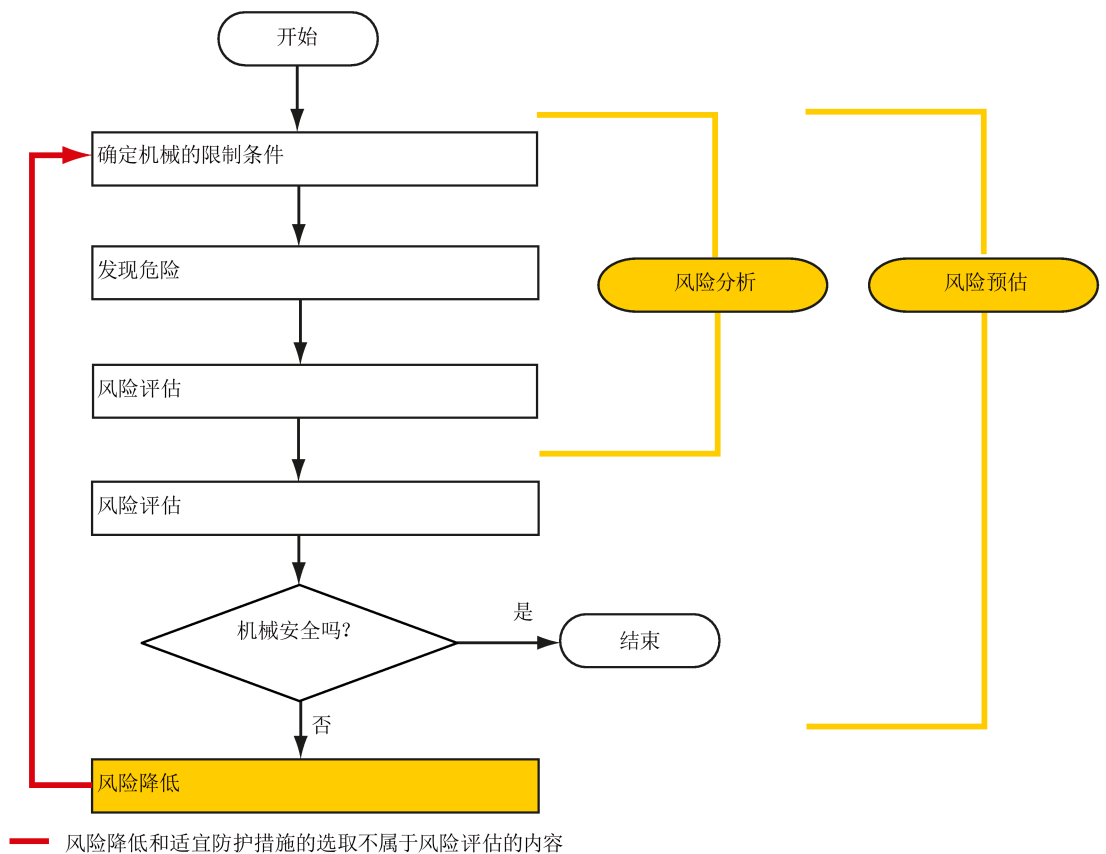 开始
确定机械的限制条件
发现危险
风险分析
风险预估
风险评估
风险评估
机械安全吗?
是
结束
否
风险降低
风险降低和适宜防护措施的选取不属于风险评估的内容